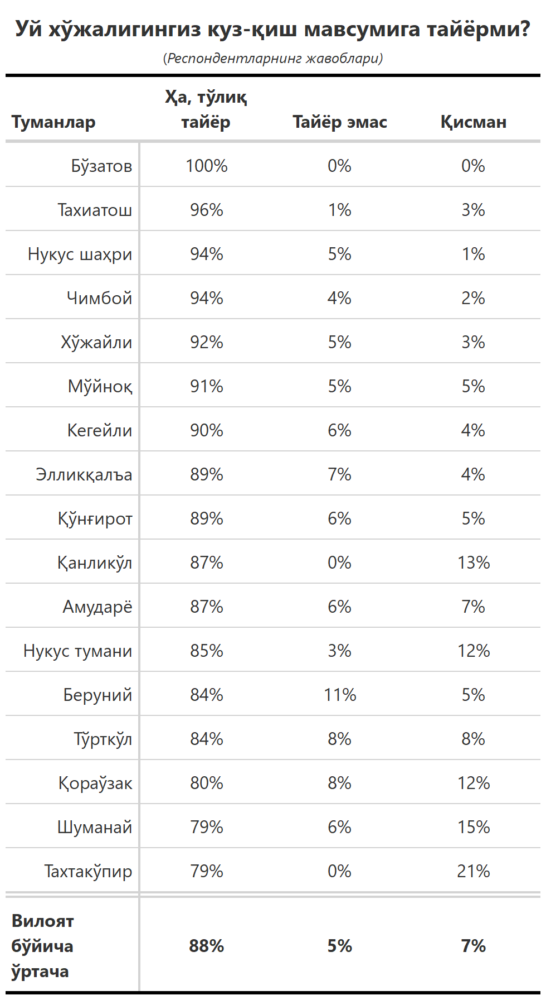 Уй хўжалигингиз куз-қиш мавсумига тайёрми?
(Респондентларнинг жавоблари)
Туманлар Ҳа, тўлиқ тайёр Тайёр эмас Қисман
Бўзатов 100% 0% 0%
Тахиатош 96% 1% 3%
Нукус шаҳри 94% 5% 1%
Чимбой 94% 4% 2%
Хўжайли 92% 5% 3%
Мўйноқ 91% 5% 5%
Кегейли 90% 6% 4%
Элликқалъа 89% 7% 4%
Қўнғирот 89% 6% 5%
Қанликўл 87% 0% 13%
Амударё 87% 6% 7%
Нукус тумани 85% 3% 12%
Беруний 84% 11% 5%
Тўрткўл 84% 8% 8%
Қораўзак 80% 8% 12%
Шуманай 79% 6% 15%
Тахтакўпир 79% 0% 21%
Вилоят
бўйича
ўртача 88% 5% 7%